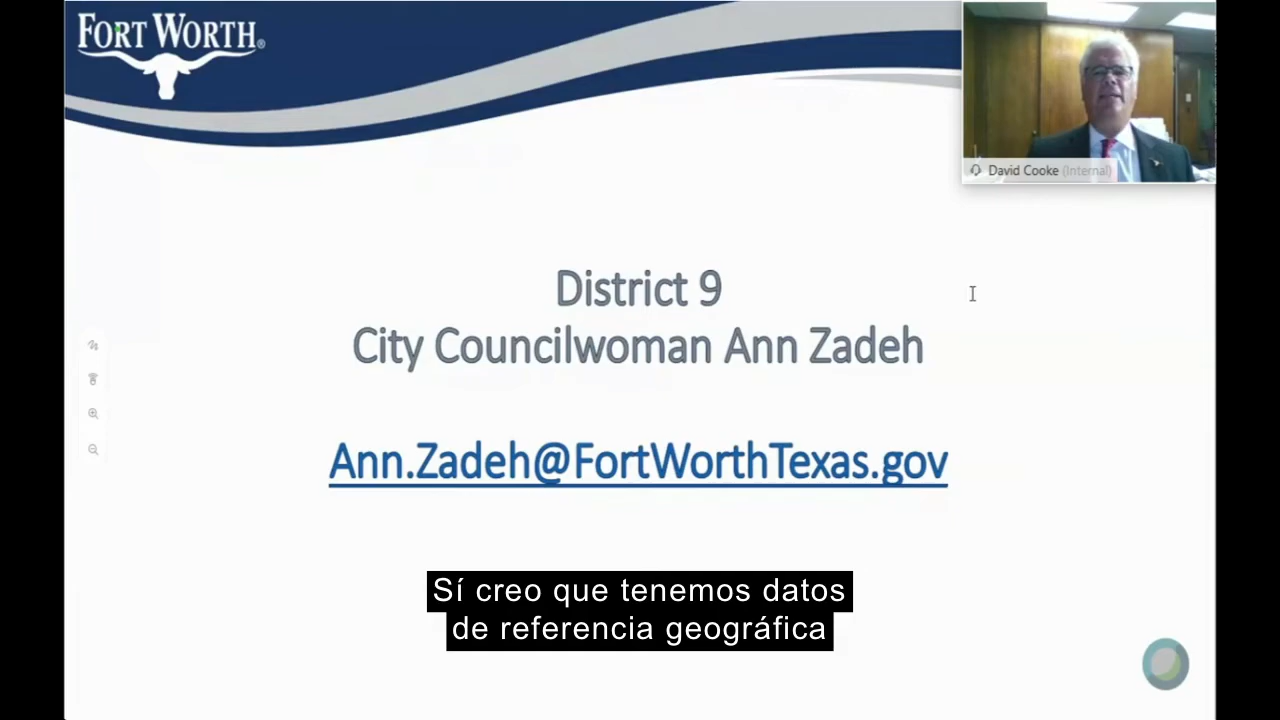 FORT WORTH®
David Cooke (Internal)
District 9
City Councilwoman Ann Zadeh
Ann.Zadeh@FortWorthTexas.gov
Sí creo que tenemos datos
de referencia geográfica